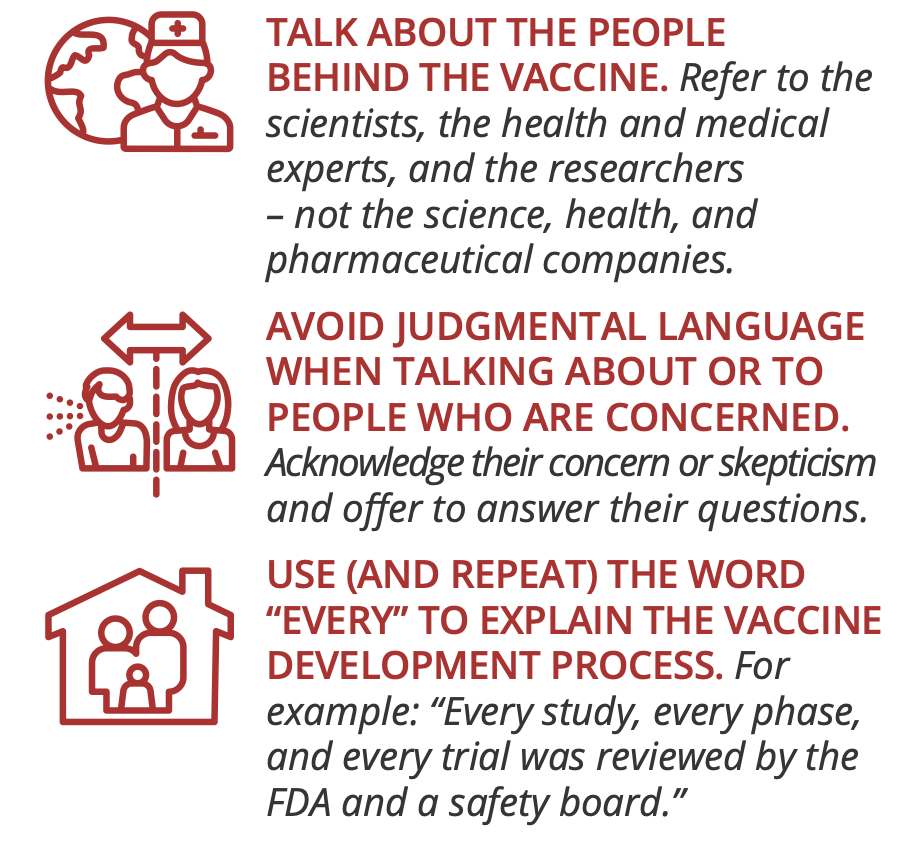 TALK ABOUT THE PEOPLE
BEHIND THE VACCINE. Refer to the
scientists, the health and medical
experts, and the researchers
– not the science, health, and
pharmaceutical companies.
AVOID JUDGMENTAL LANGUAGE
WHEN TALKING ABOUT OR TO
PEOPLE WHO ARE CONCERNED.
Acknowledge their concern or skepticism
and offer to answer their questions.
USE (AND REPEAT) THE WORD
“EVERY” TO EXPLAIN THE VACCINE
DEVELOPMENT PROCESS. For
example: “Every study, every phase,
and every trial was reviewed by the
FDA and a safety board.”